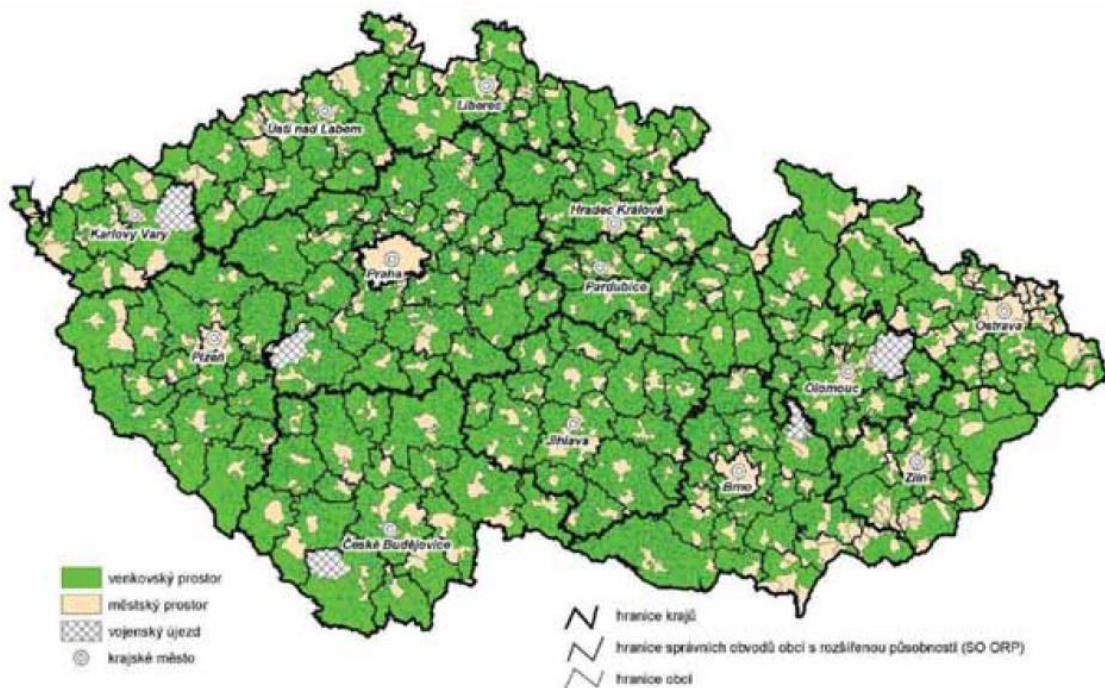 Liberec
Ústí nad Labem
Karlovy Vary
Hradec Králové
Praha
Pardubice
Ostrava
Plzeň
Olomouc
Jihlava
Brno
Zlín
České Budějovice
venkovský prostor
městský prostor
vojenský újezd
krajské město
hranice krajů
hranice správních obvodů obcí s rozšířenou působností (SO ORP)
hranice obcí